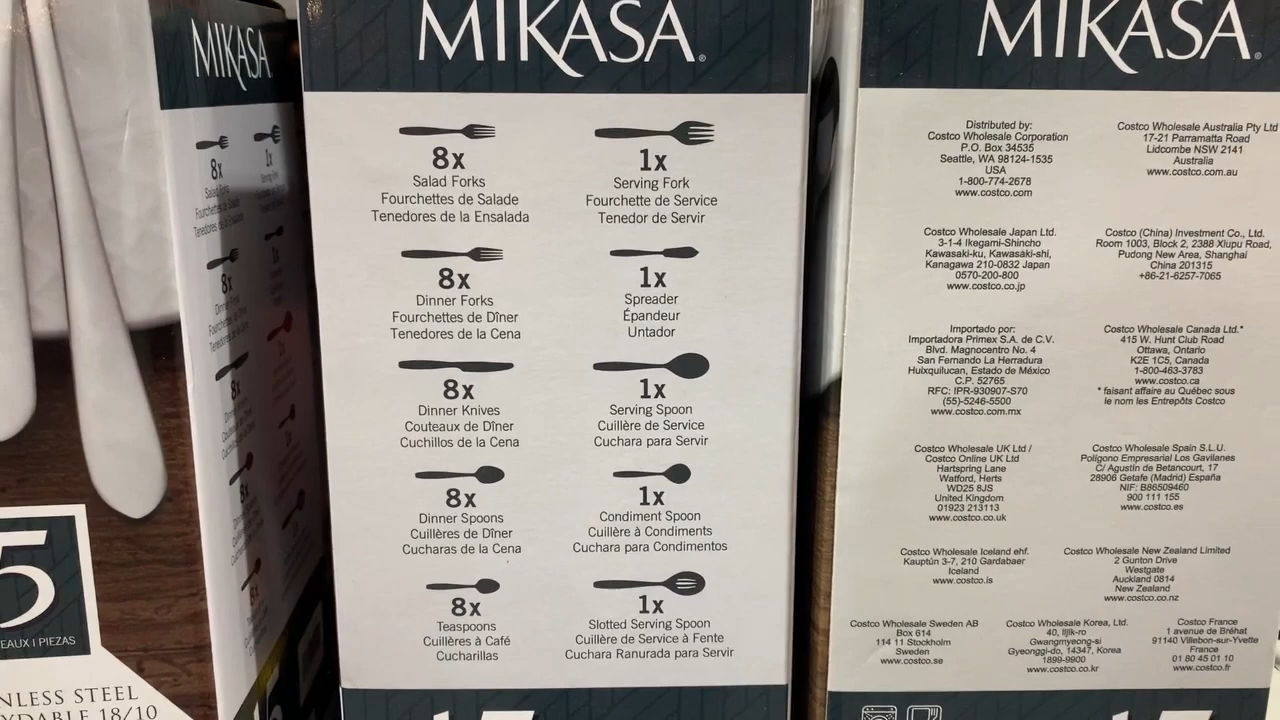 MIKASA
8x
Salad Forks
Fourchettes de Salade
Tenedores de la Ensalada
1x
Serving Fork
8x
Dinner Forks
8x
8x
8x
5
EAUX | PIEZAS
NLESS STEEL
YDABLE 18/10
MIKASA®
8x
Salad Forks
Fourchettes de Salade
Tenedores de la Ensalada
1x
Serving Fork
Fourchette de Service
Tenedor de Servir
8x
Dinner Forks
Fourchettes de Dîner
Tenedores de la Cena
1x
Spreader
Épandeur
Untador
8x
Dinner Knives
Couteaux de Dîner
Cuchillos de la Cena
1x
Serving Spoon
Cuillère de Service
Cuchara para Servir
8x
Dinner Spoons
Cuillères de Dîner
Cucharas de la Cena
1x
Condiment Spoon
Cuillère à Condiments
Cuchara para Condimentos
8x
Teaspoons
Cuillères à Café
Cucharillas
1x
Slotted Serving Spoon
Cuillère de Service à Fente
Cuchara Ranurada para Servir
MIKASA®
Distributed by:
Costco Wholesale Corporation
P.O. Box 34535
Seattle, WA 98124-1535
USA
1-800-774-2678
www.costco.com
Costco Wholesale Australia Pty Ltd
17-21 Parramatta Road
Lidcombe NSW 2141
Australia
www.costco.com.au
Costco Wholesale Japan Ltd.
3-1-4 Ikegami-Shincho
Kawasaki-ku, Kawasaki-shi,
Kanagawa 210-0832 Japan
0570-200-800
www.costco.co.jp
Costco (China) Investment Co., Ltd.
Room 1003, Block 2, 2388 Xiupu Road,
Pudong New Area, Shanghai
China 201315
+86-21-6257-7065
Importado por:
Importadora Primex S.A. de C.V.
Blvd. Magnocentro No. 4
San Fernando La Herradura
Huixquilucan, Estado de México
C.P. 52765
RFC: IPR-930907-S70
(55)-5246-5500
www.costco.com.mx
Costco Wholesale Canada Ltd.*
415 W. Hunt Club Road
Ottawa, Ontario
K2E 1C5, Canada
1-800-463-3783
www.costco.ca
* faisant affaire au Québec sous
le nom les Entrepôts Costco
Costco Wholesale UK Ltd /
Costco Online UK Ltd
Hartspring Lane
Watford, Herts
WD25 8JS
United Kingdom
01923 213113
www.costco.co.uk
Costco Wholesale Spain S.L.U.
Polígono Empresarial Los Gavilanes
C/ Agustín de Betancourt, 17
28906 Getafe (Madrid) España
NIF: B86509460
900 111 155
www.costco.es
Costco Wholesale Iceland ehf.
Kauptún 3-7, 210 Gardabaer
Iceland
www.costco.is
Costco Wholesale New Zealand Limited
2 Gunton Drive
Westgate
Auckland 0814
New Zealand
www.costco.co.nz
Costco Wholesale Sweden AB
Box 614
114 11 Stockholm
Sweden
www.costco.se
Costco Wholesale Korea, Ltd.
40, Iljik-ro
Gwangmyeong-si
Gyeonggi-do, 14347, Korea
1899-9900
www.costco.co.kr
Costco France
1 avenue de Bréhat
91140 Villebon-sur-Yvette
France
01 80 45 01 10
www.costco.fr